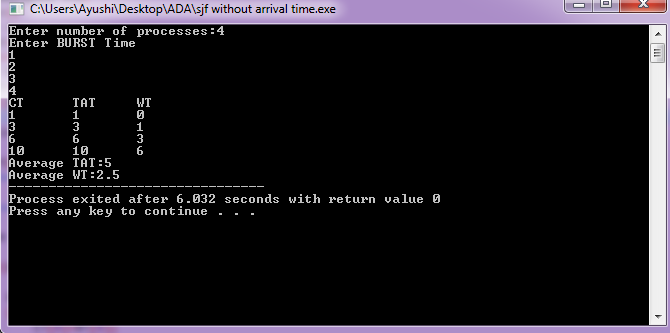 C:\Users\Ayushi\Desktop\ADA\sjf without arrival time.exe
Enter number of processes:4
Enter BURST Time
1
2
3
4
CT TAT WT
1 1 0
3 3 1
6 6 3
10 10 6
Average TAT:5
Average WT:2.5
--------------------------------
Process exited after 6.032 seconds with return value 0
Press any key to continue . . .